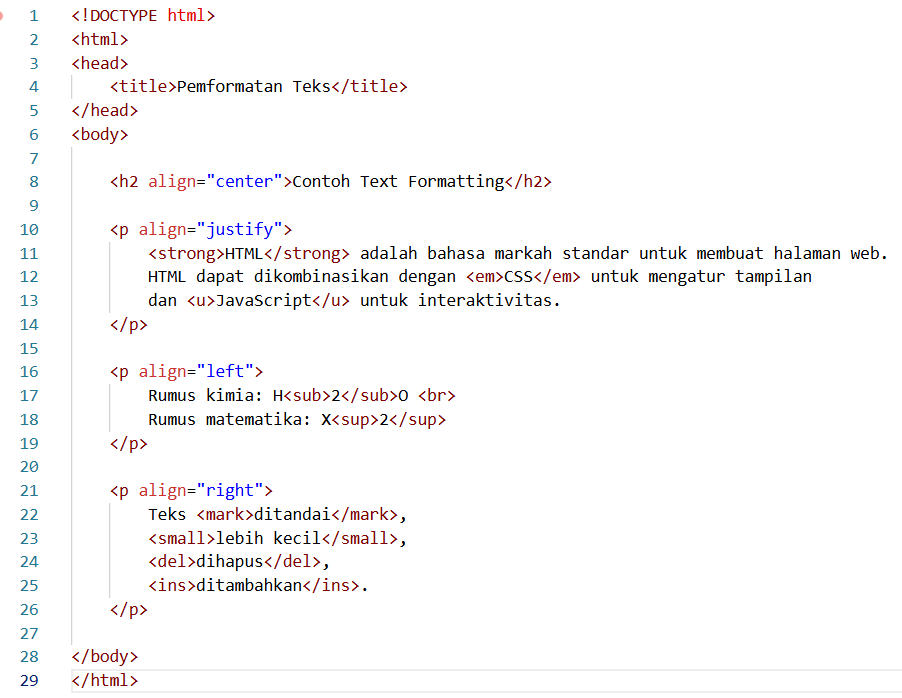 1 <!DOCTYPE html>
2 <html>
3 <head>
4     <title>Pemformatan Teks</title>
5 </head>
6 <body>
7
8     <h2 align="center">Contoh Text Formatting</h2>
9
10     <p align="justify">
11         <strong>HTML</strong> adalah bahasa markah standar untuk membuat halaman web.
12         HTML dapat dikombinasikan dengan <em>CSS</em> untuk mengatur tampilan
13         dan <u>JavaScript</u> untuk interaktivitas.
14     </p>
15
16     <p align="left">
17         Rumus kimia: H<sub>2</sub>O <br>
18         Rumus matematika: X<sup>2</sup>
19     </p>
20
21     <p align="right">
22         Teks <mark>ditandai</mark>,
23         <small>lebih kecil</small>,
24         <del>dihapus</del>,
25         <ins>ditambahkan</ins>.
26     </p>
27
28 </body>
29 </html>